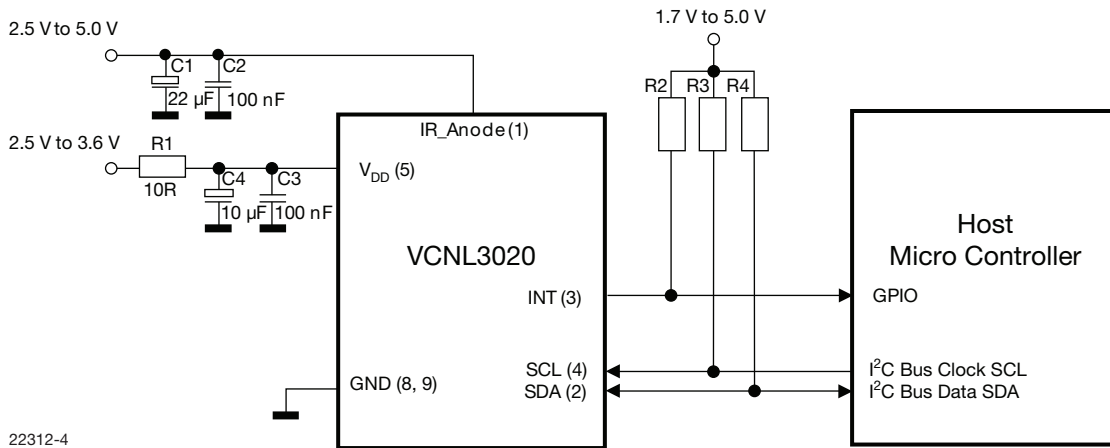 2.5 V to 5.0 V
C1
C2
22 µF
100 nF
2.5 V to 3.6 V
R1
10R
C4
C3
10 µF
100 nF
IR_Anode (1)
VDD (5)
VCNL3020
INT (3)
GND (8, 9)
SCL (4)
SDA (2)
1.7 V to 5.0 V
R2
R3
R4
Host
Micro Controller
GPIO
I²C Bus Clock SCL
I²C Bus Data SDA
22312-4